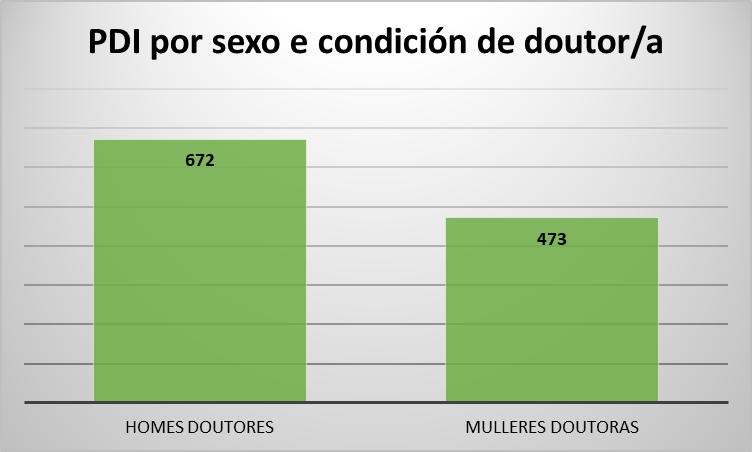 PDI por sexo e condición de doutor/a
672
473
HOMES DOUTORES
MULLERES DOUTORAS